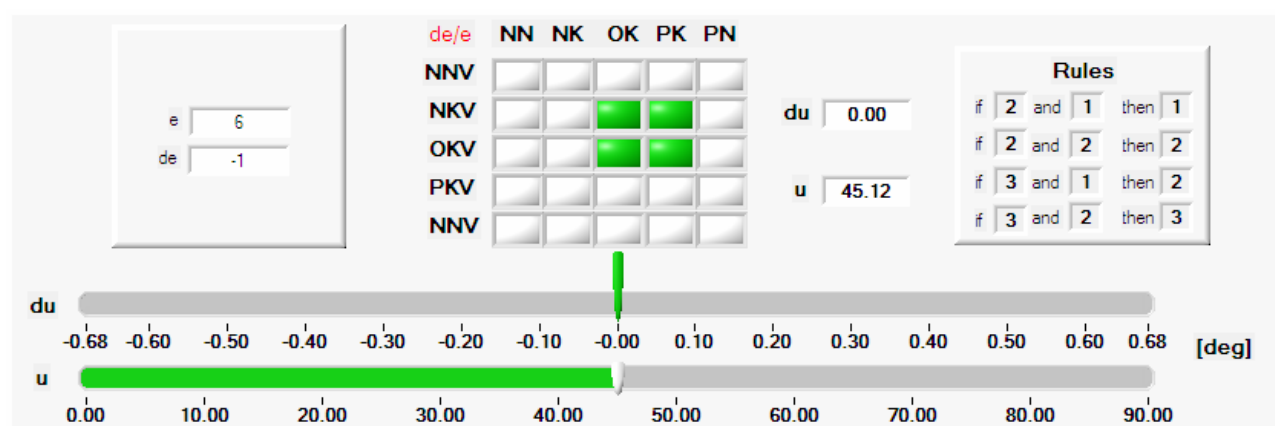 de/e NN NK OK PK PN
NNV
NKV
OKV
PKV
NNV
e 6
de -1
du 0.00
u 45.12
Rules
if 2 and 1 then 1
if 2 and 2 then 2
if 3 and 1 then 2
if 3 and 2 then 3
du
-0.68 -0.60 -0.50 -0.40 -0.30 -0.20 -0.10 -0.00 0.10 0.20 0.30 0.40 0.50 0.60 0.68 [deg]
u
0.00 10.00 20.00 30.00 40.00 50.00 60.00 70.00 80.00 90.00